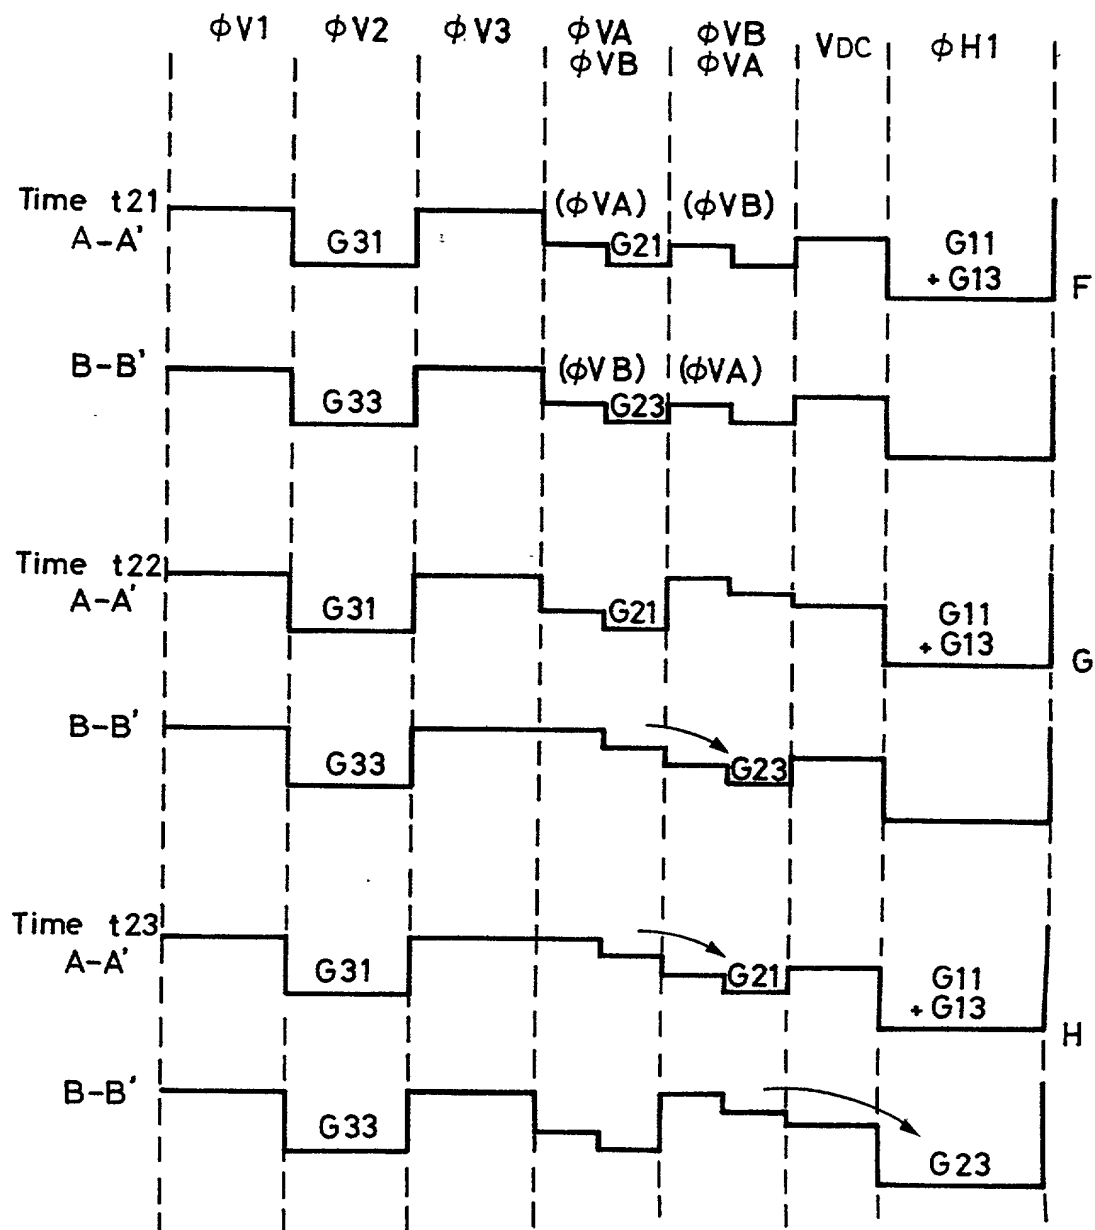 φV1 φV2 φV3 φVA φVB VDC φH1
φVB φVA
Time t21 (φVA) (φVB)
A-A' G31 G21 G11
+ G13 F
B-B' (φVB) (φVA)
G33 G23
Time t22
A-A' G31 G21 G11
+ G13 G
B-B'
G33 G23
Time t23
A-A' G31 G21 G11
+ G13
H
B-B'
G33
G23